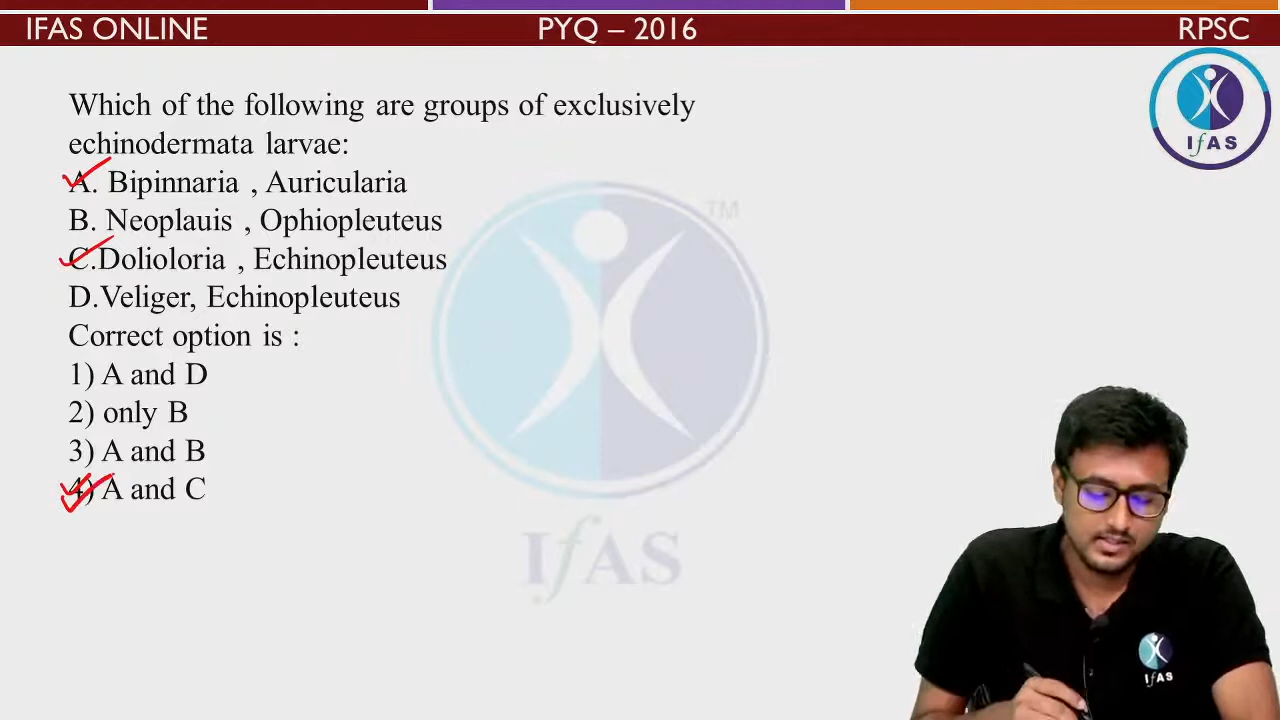 IFAS ONLINE
PYQ – 2016
RPSC
IfAS
Which of the following are groups of exclusively
echinodermata larvae:
A. Bipinnaria , Auricularia
B. Neoplauis , Ophiopleuteus
C.Dolioloria , Echinopleuteus
D.Veliger, Echinopleuteus
Correct option is :
1) A and D
2) only B
3) A and B
4) A and C
TM
IfAS
IfAS